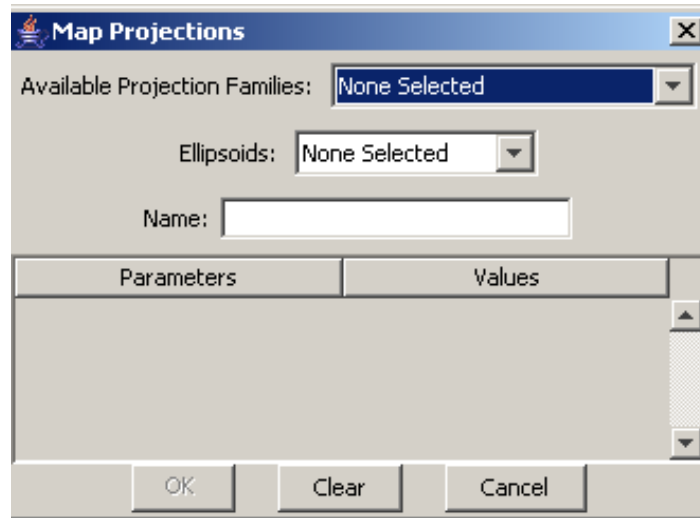 Map Projections
Available Projection Families: None Selected
Ellipsoids: None Selected
Name:
Parameters Values
OK Clear Cancel